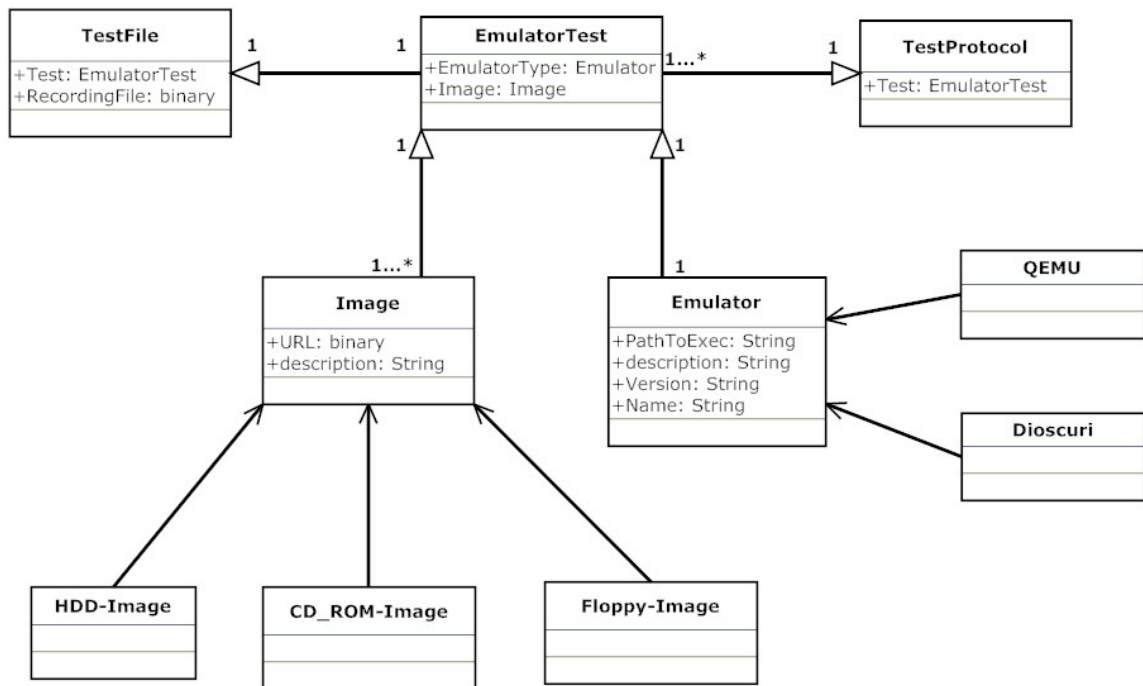 TestFile
+Test: EmulatorTest
+RecordingFile: binary
1
1
EmulatorTest
+EmulatorType: Emulator
+Image: Image
1...*
1
TestProtocol
+Test: EmulatorTest
1
1
1...*
1
Image
+URL: binary
+description: String
Emulator
+PathToExec: String
+description: String
+Version: String
+Name: String
QEMU
Dioscuri
HDD-Image
CD_ROM-Image
Floppy-Image